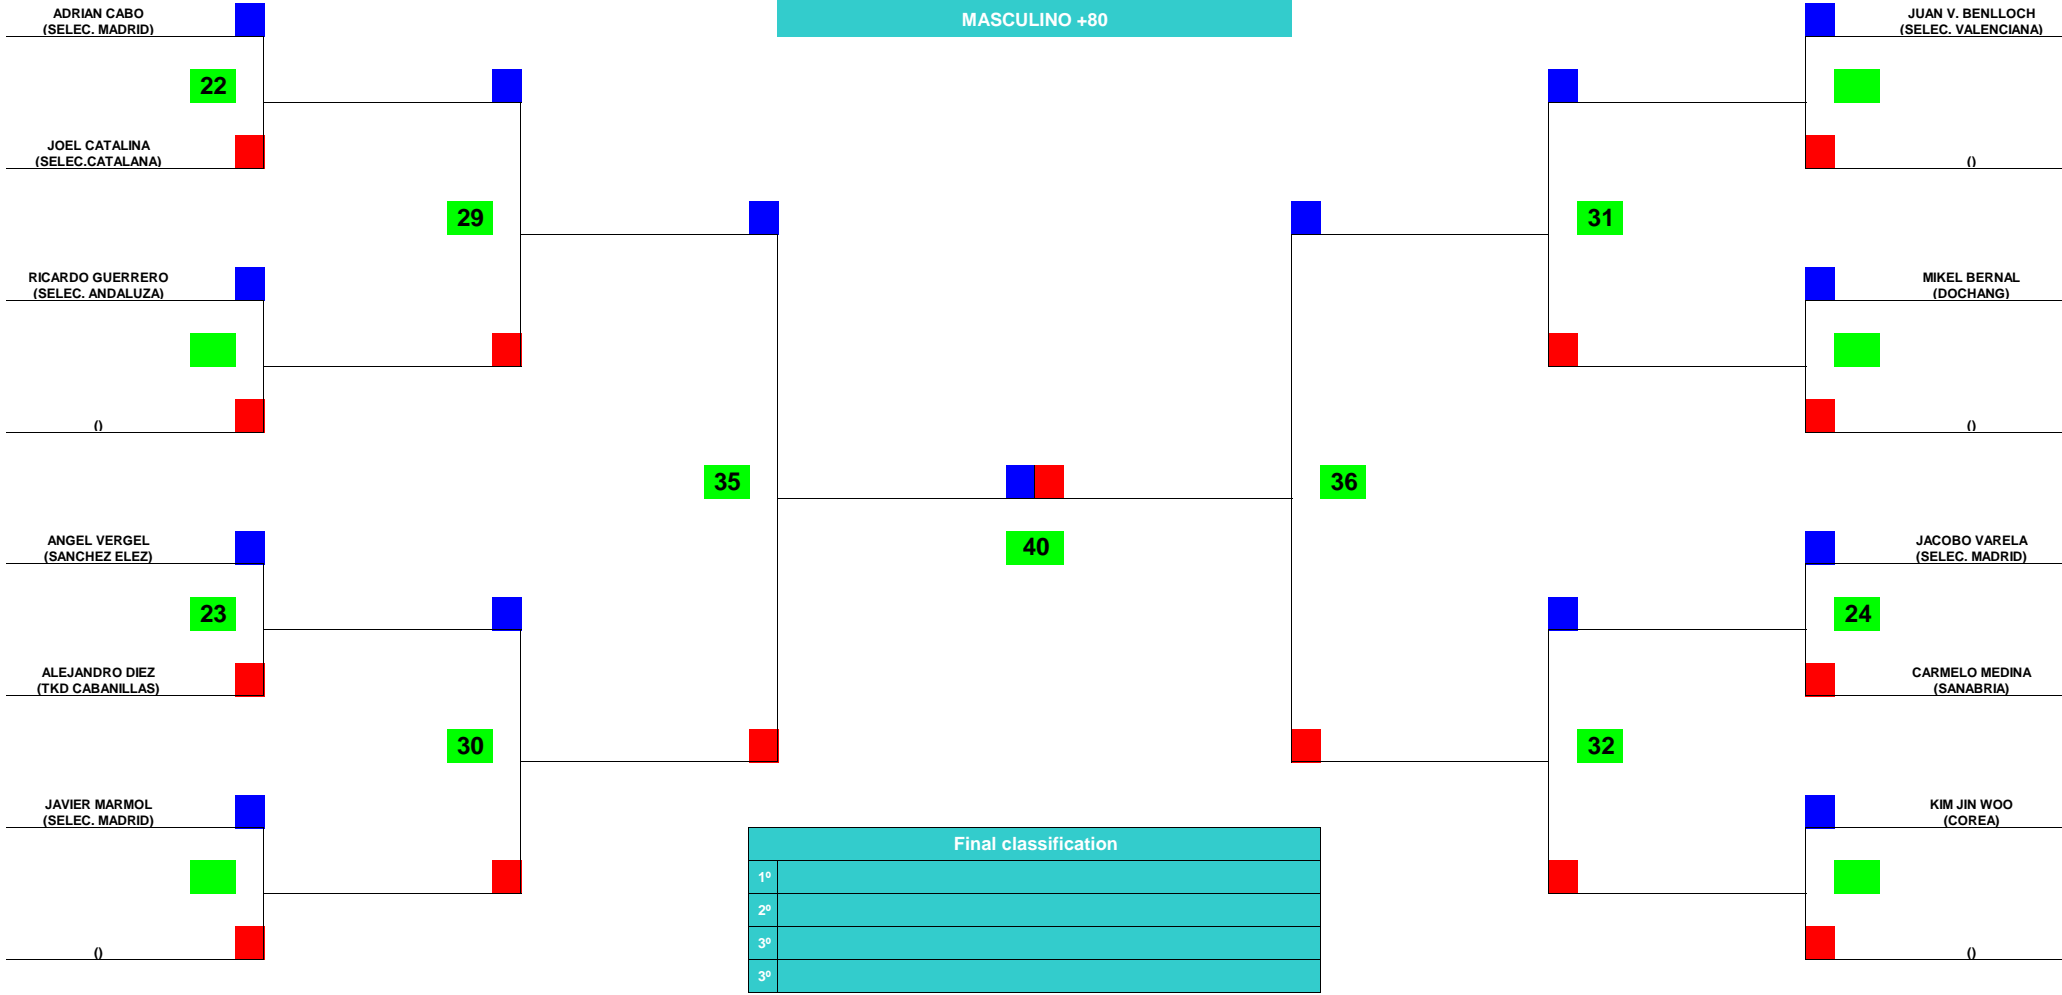 MASCULINO +80
ADRIAN CABO
(SELEC. MADRID)
22
JOEL CATALINA
(SELEC.CATALANA)
29
RICARDO GUERRERO
(SELEC. ANDALUZA)
()
35
ANGEL VERGEL
(SANCHEZ ELEZ)
23
ALEJANDRO DIEZ
(TKD CABANILLAS)
30
JAVIER MARMOL
(SELEC. MADRID)
()
40
JUAN V. BENLLOCH
(SELEC. VALENCIANA)
()
31
MIKEL BERNAL
(DOCHANG)
()
36
JACOBO VARELA
(SELEC. MADRID)
24
CARMELO MEDINA
(SANABRIA)
32
KIM JIN WOO
(COREA)
()
Final classification
1º
2º
3º
3º